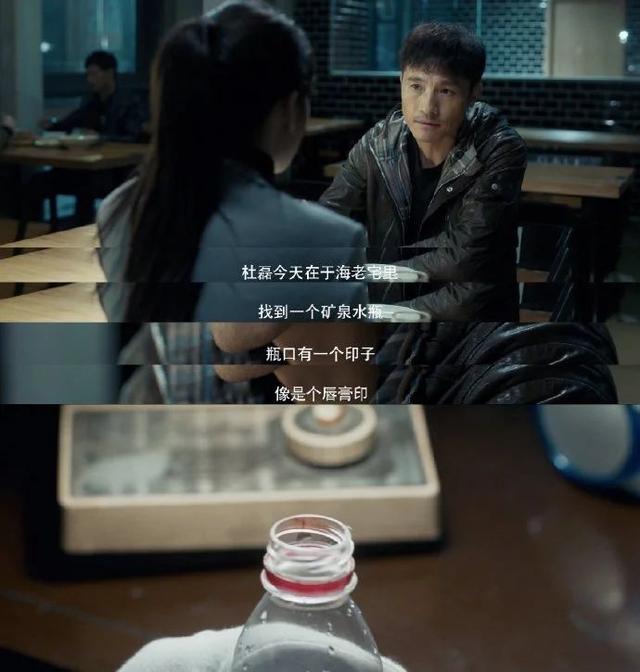 杜磊今天在于海老宅里
找到一个矿泉水瓶
瓶口有一个印子
像是个唇膏印